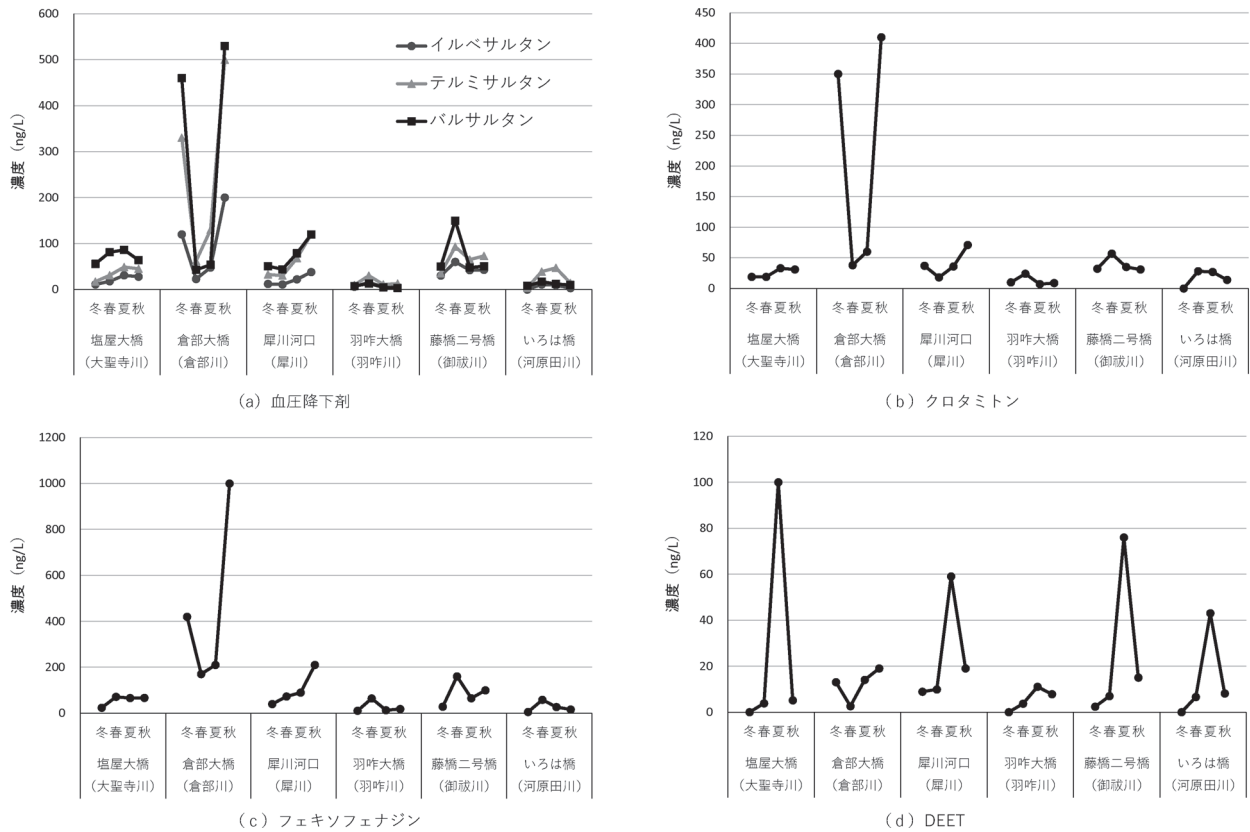 600
500
400
300
200
100
0
濃度（ng/L）
イルベサルタン
テルミサルタン
バルサルタン
冬春夏秋 冬春夏秋 冬春夏秋 冬春夏秋 冬春夏秋 冬春夏秋
塩屋大橋 倉部大橋 犀川河口 羽咋大橋 藤橋二号橋 いろは橋
（大聖寺川） （倉部川） （犀川） （羽咋川） （御祓川） （河原田川）
（a）血圧降下剤
450
400
350
300
250
200
150
100
50
0
濃度（ng/L）
冬春夏秋 冬春夏秋 冬春夏秋 冬春夏秋 冬春夏秋 冬春夏秋
塩屋大橋 倉部大橋 犀川河口 羽咋大橋 藤橋二号橋 いろは橋
（大聖寺川） （倉部川） （犀川） （羽咋川） （御祓川） （河原田川）
（b）クロタミトン
1200
1000
800
600
400
200
0
濃度（ng/L）
冬春夏秋 冬春夏秋 冬春夏秋 冬春夏秋 冬春夏秋 冬春夏秋
塩屋大橋 倉部大橋 犀川河口 羽咋大橋 藤橋二号橋 いろは橋
（大聖寺川） （倉部川） （犀川） （羽咋川） （御祓川） （河原田川）
（c）フェキソフェナジン
120
100
80
60
40
20
0
濃度（ng/L）
冬春夏秋 冬春夏秋 冬春夏秋 冬春夏秋 冬春夏秋 冬春夏秋
塩屋大橋 倉部大橋 犀川河口 羽咋大橋 藤橋二号橋 いろは橋
（大聖寺川） （倉部川） （犀川） （羽咋川） （御祓川） （河原田川）
（d）DEET